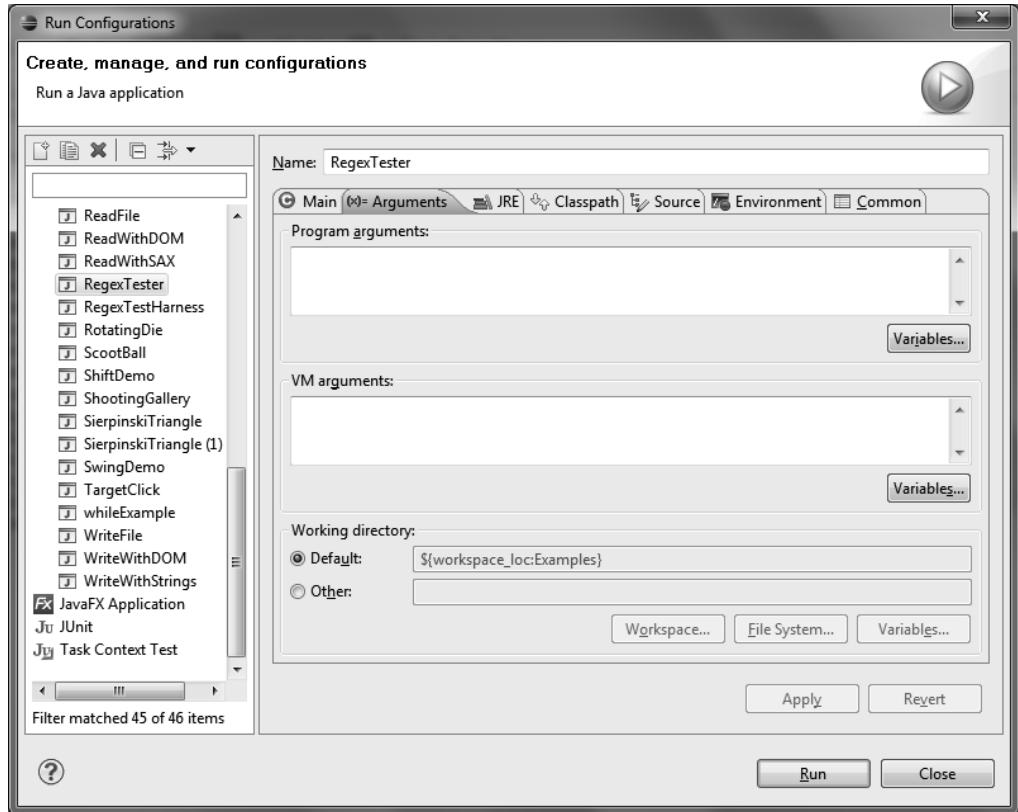 Run Configurations
Create, manage, and run configurations
Run a Java application
ReadFile
ReadWithDOM
ReadWithSAX
RegexTester
RegexTestHarness
RotatingDie
ScootBall
ShiftDemo
ShootingGallery
SierpinskiTriangle
SierpinskiTriangle (1)
SwingDemo
TargetClick
whileExample
WriteFile
WriteWithDOM
WriteWithStrings
JavaFX Application
JUnit
Task Context Test
Filter matched 45 of 46 items
Name: RegexTester
Main (x)= Arguments JRE Classpath Source Environment Common
Program arguments:
Variables...
VM arguments:
Variables...
Working directory:
Default: ${workspace_loc:Examples}
Other:
Workspace... File System... Variables...
Apply Revert
Run Close